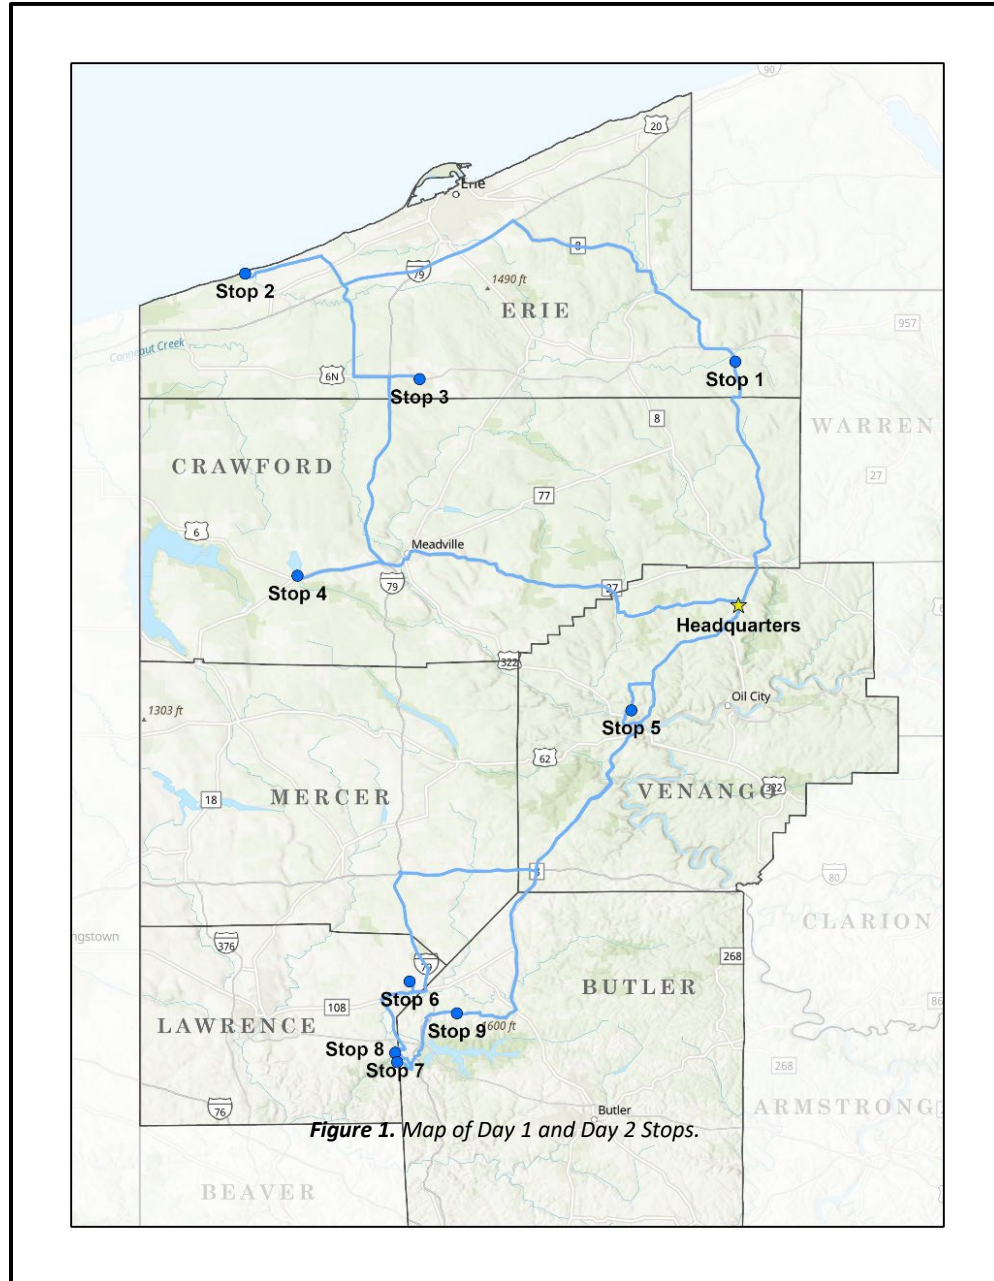 90
20
Erie
8
79
1490 ft
Stop 2
ERIE
957
Conneaut Creek
6N
Stop 3
Stop 1
8
WARREN
CRAWFORD
27
77
6
Meadville
Stop 4
79
27
Headquarters
322
Oil City
1303 ft
Stop 5
62
18
MERCER
VENANGO
322
8
80
CLARION
ngstown
376
79
268
Stop 6
BUTLER
108
86
LAWRENCE
Stop 9
1600 ft
Stop 8
Stop 7
268
76
Butler
ARMSTRONG
Figure 1. Map of Day 1 and Day 2 Stops.
BEAVER